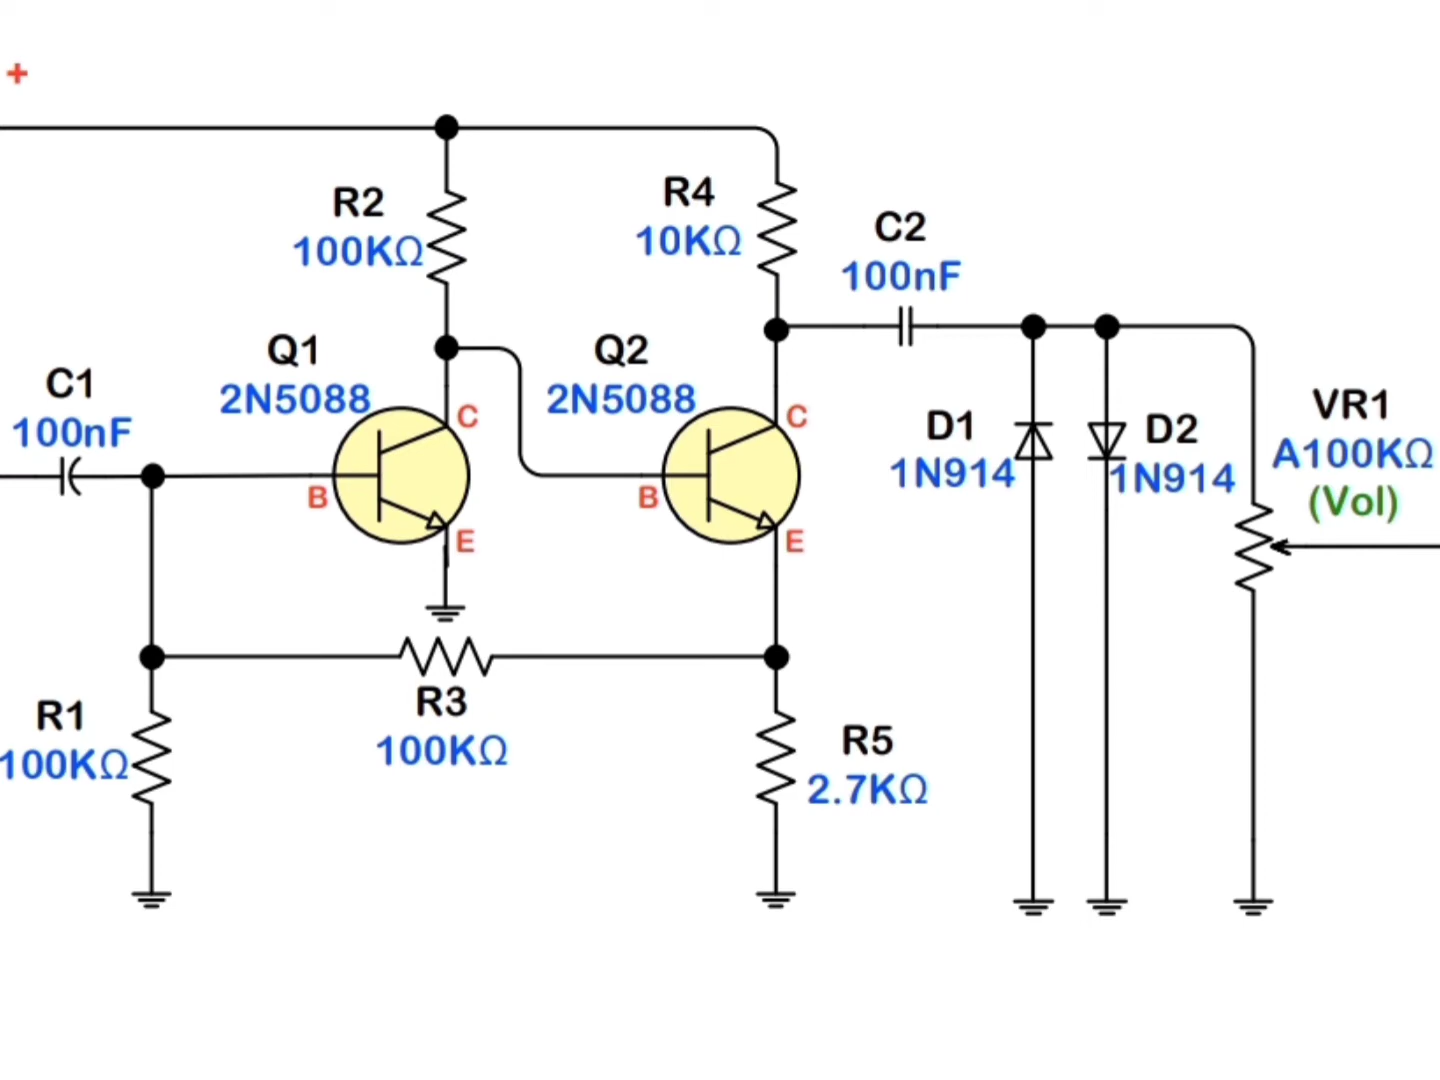 +
R2
100KΩ
R4
10KΩ
C2
100nF
Q1
2N5088
Q2
2N5088
C1
100nF
C
B
E
C
B
E
D1
1N914
D2
1N914
VR1
A100KΩ
(Vol)
R3
100KΩ
R1
100KΩ
R5
2.7KΩ